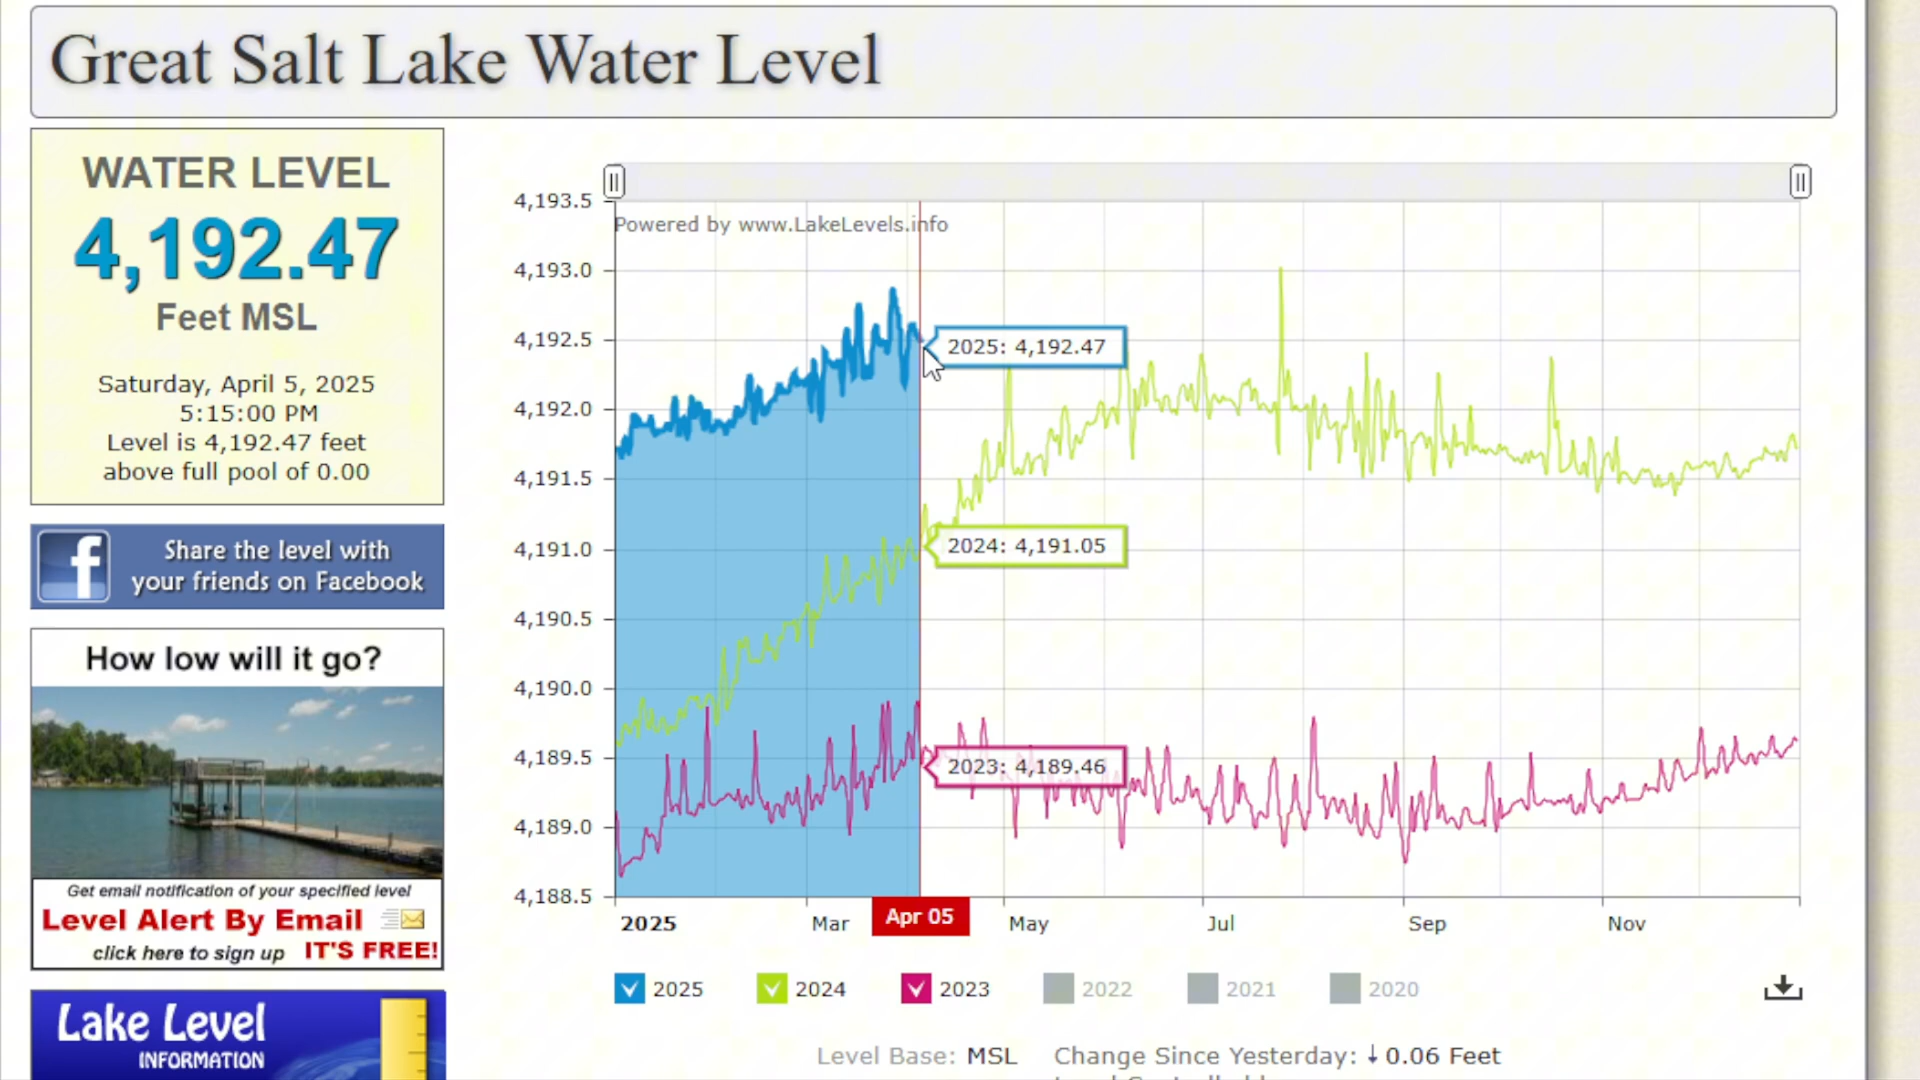 Great Salt Lake Water Level
WATER LEVEL
4,192.47
Feet MSL
Saturday, April 5, 2025
5:15:00 PM
Level is 4,192.47 feet
above full pool of 0.00
Share the level with
your friends on Facebook
How low will it go?
Get email notification of your specified level
Level Alert By Email
click here to sign up IT'S FREE!
Lake Level
INFORMATION
4,193.5
Powered by www.LakeLevels.info
4,193.0
4,192.5
2025: 4,192.47
4,192.0
4,191.5
4,191.0
2024: 4,191.05
4,190.5
4,190.0
4,189.5
2023: 4,189.46
4,189.0
4,188.5
2025 Mar Apr 05 May Jul Sep Nov
2025 2024 2023 2022 2021 2020
Level Base: MSL Change Since Yesterday: ↓ 0.06 Feet